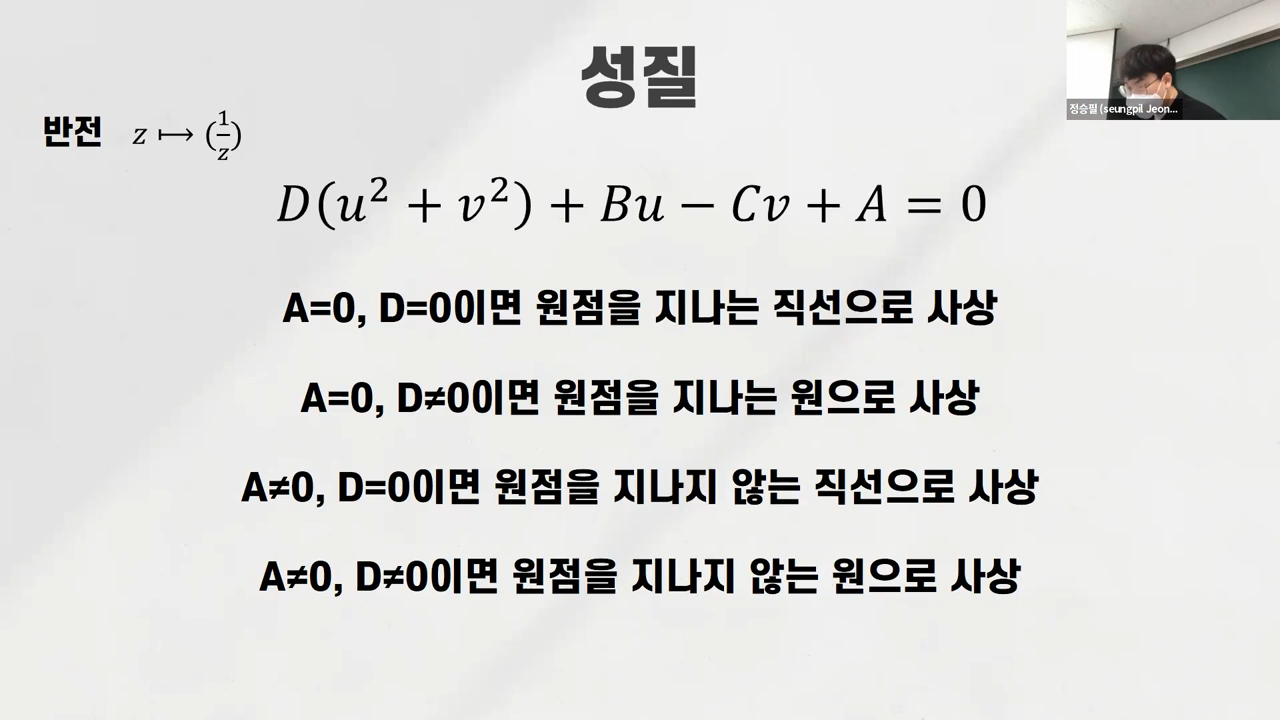 성질
정승필 (seungpil Jeon...
반전 z ↦ (1/z)
D(u² + v²) + Bu − Cv + A = 0
A=0, D=0이면 원점을 지나는 직선으로 사상
A=0, D≠0이면 원점을 지나는 원으로 사상
A≠0, D=0이면 원점을 지나지 않는 직선으로 사상
A≠0, D≠0이면 원점을 지나지 않는 원으로 사상